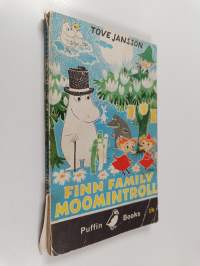 TOVE JANSSON
FINN FAMILY
MOOMINTROLL
Puffin Books